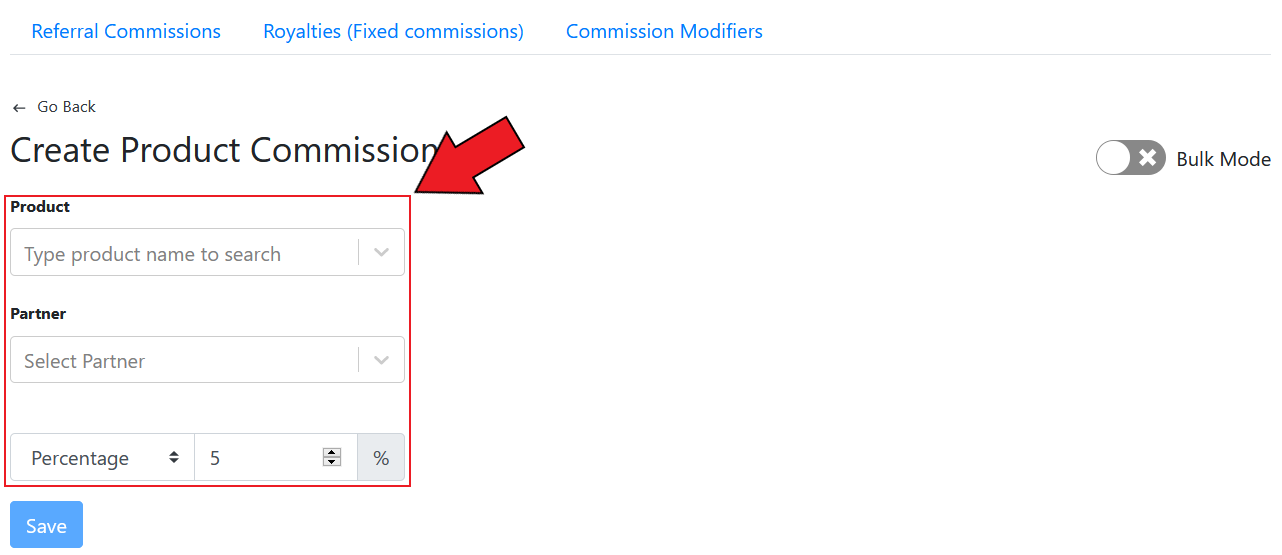 Referral Commissions Royalties (Fixed commissions) Commission Modifiers
← Go Back
Create Product Commission
Bulk Mode
Product
Type product name to search
Partner
Select Partner
Percentage 5 %
Save